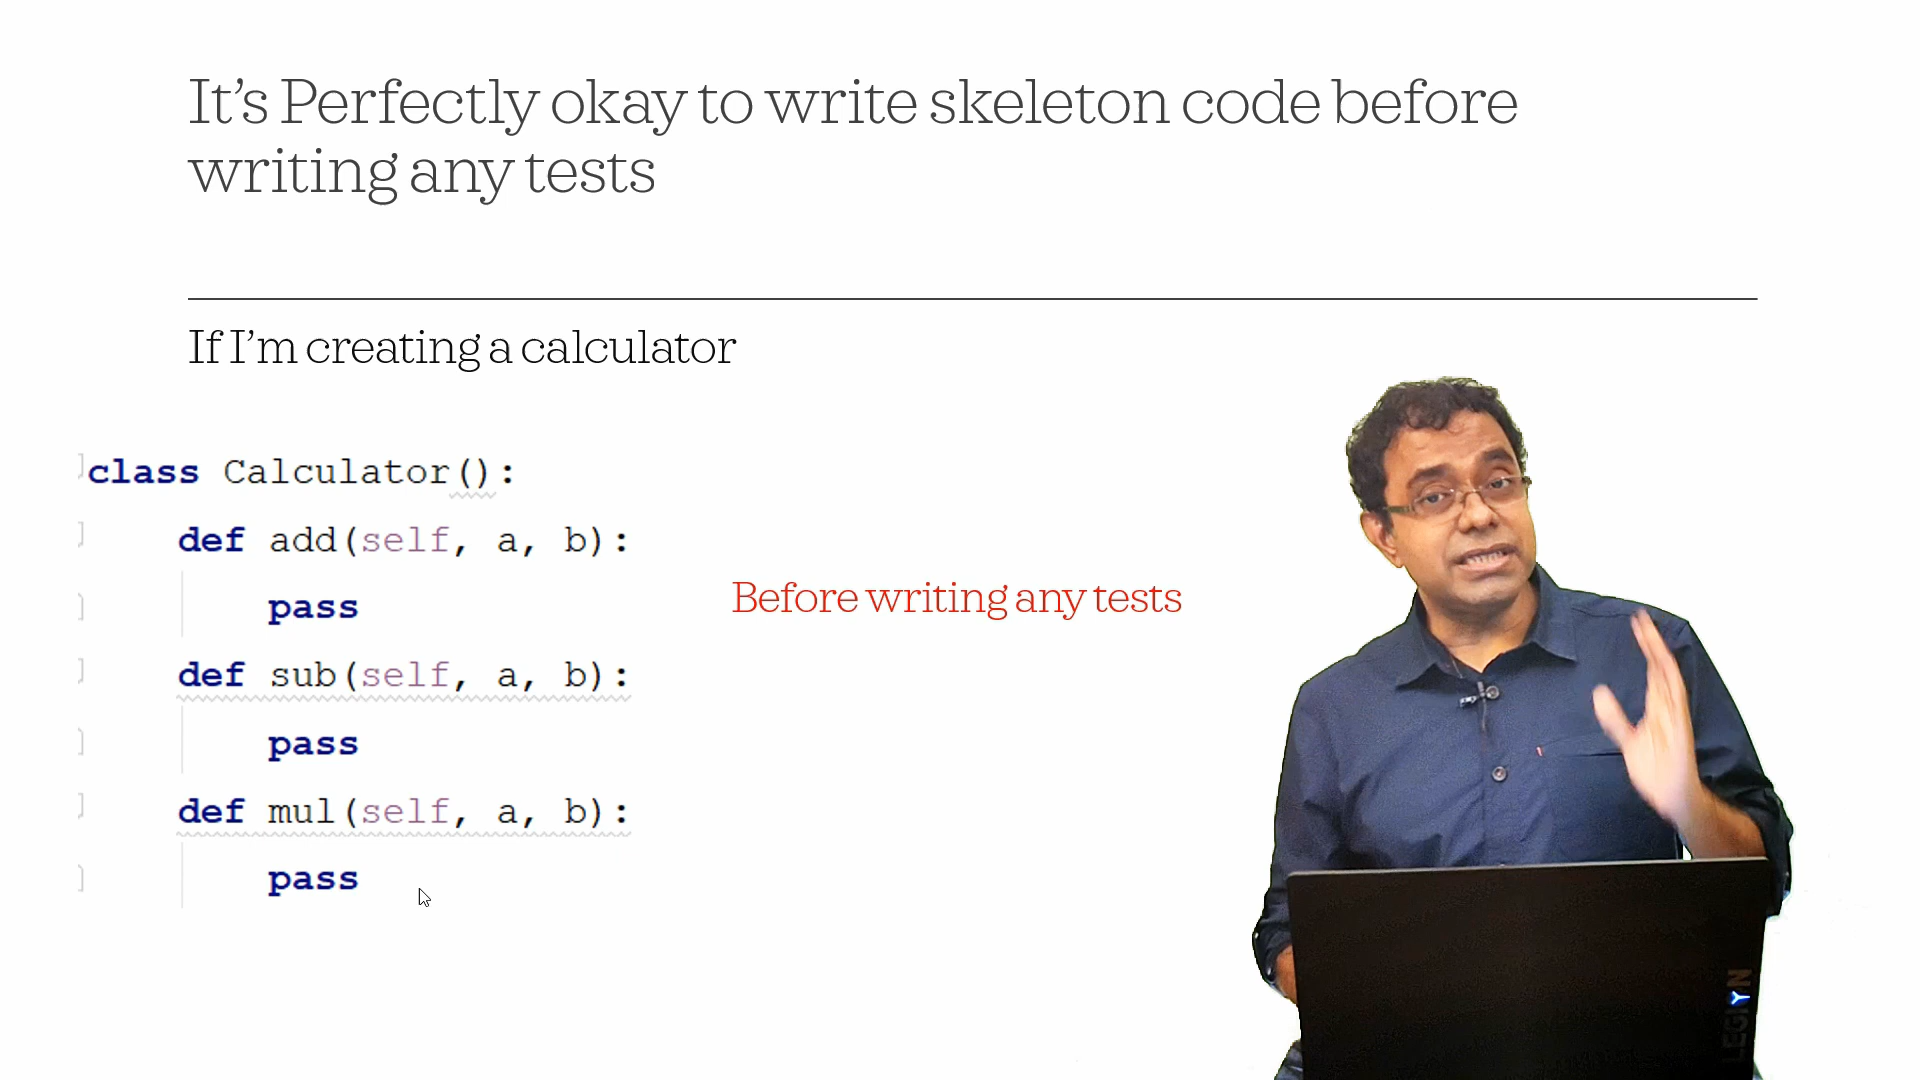 It's Perfectly okay to write skeleton code before
writing any tests
If I'm creating a calculator
class Calculator():
def add(self, a, b):
pass
Before writing any tests
def sub(self, a, b):
pass
def mul(self, a, b):
pass
LEGION